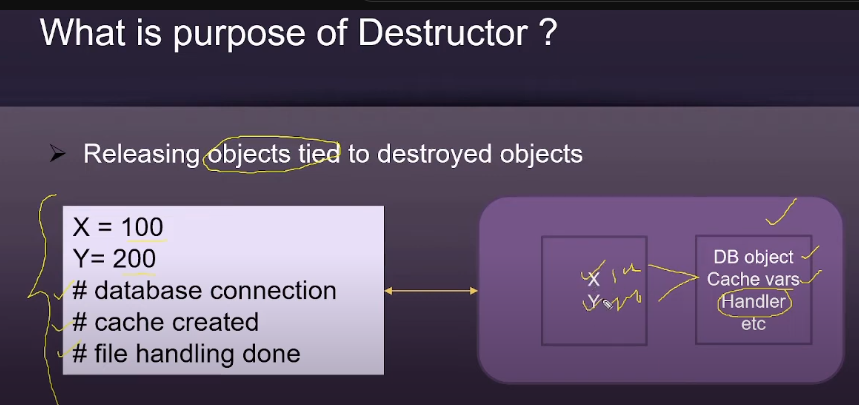 What is purpose of Destructor ?
Releasing objects tied to destroyed objects
X = 100
Y= 200
# database connection
# cache created
# file handling done
X
Y
DB object
Cache vars
Handler
etc